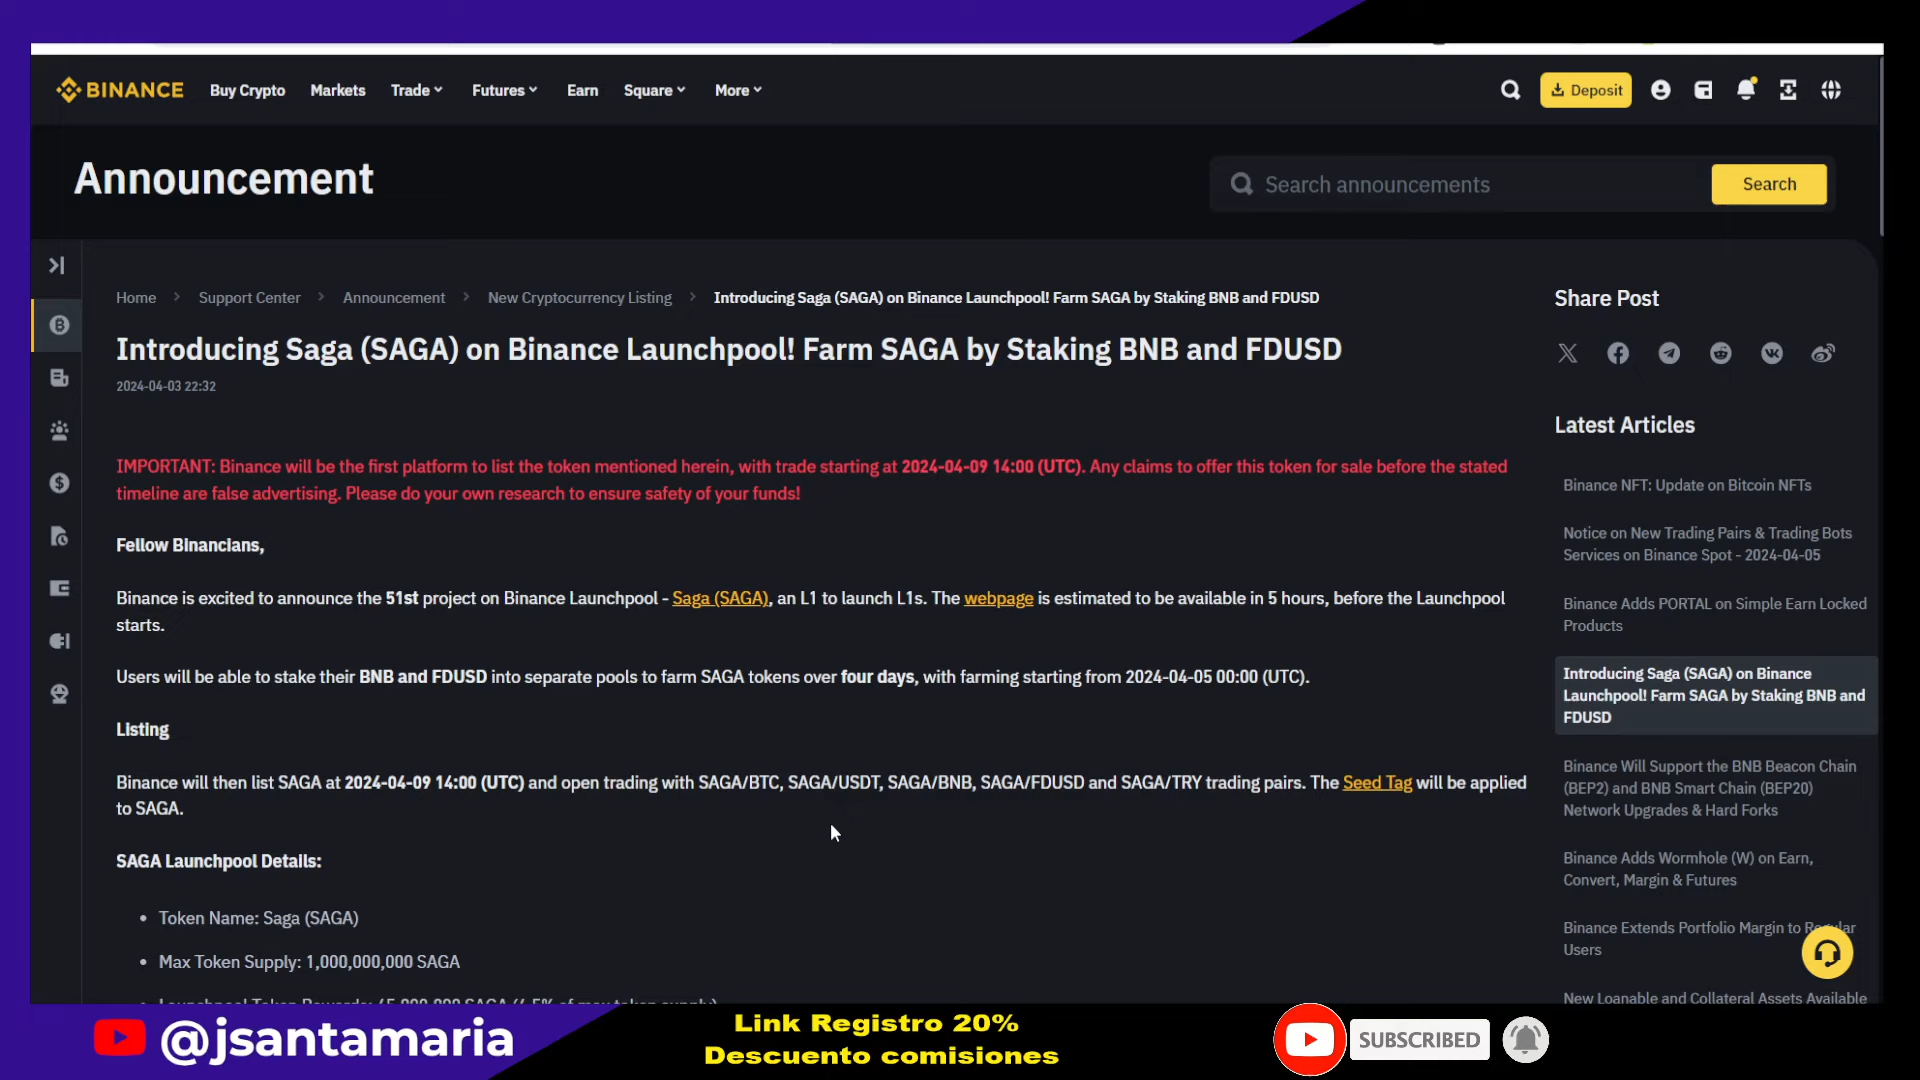 BINANCE
Buy Crypto
Markets
Trade
Futures
Earn
Square
More
Deposit
Announcement
Search announcements
Search
Home
Support Center
Announcement
New Cryptocurrency Listing
Introducing Saga (SAGA) on Binance Launchpool! Farm SAGA by Staking BNB and FDUSD
Introducing Saga (SAGA) on Binance Launchpool! Farm SAGA by Staking BNB and FDUSD
2024-04-03 22:32
IMPORTANT: Binance will be the first platform to list the token mentioned herein, with trade starting at 2024-04-09 14:00 (UTC). Any claims to offer this token for sale before the stated
timeline are false advertising. Please do your own research to ensure safety of your funds!
Fellow Binancians,
Binance is excited to announce the 51st project on Binance Launchpool - Saga (SAGA), an L1 to launch L1s. The webpage is estimated to be available in 5 hours, before the Launchpool
starts.
Users will be able to stake their BNB and FDUSD into separate pools to farm SAGA tokens over four days, with farming starting from 2024-04-05 00:00 (UTC).
Listing
Binance will then list SAGA at 2024-04-09 14:00 (UTC) and open trading with SAGA/BTC, SAGA/USDT, SAGA/BNB, SAGA/FDUSD and SAGA/TRY trading pairs. The Seed Tag will be applied
to SAGA.
SAGA Launchpool Details:
• Token Name: Saga (SAGA)
• Max Token Supply: 1,000,000,000 SAGA
• Launchpool Token Rewards: 45,000,000 SAGA (4.5% of max token supply)
Share Post
Latest Articles
Binance NFT: Update on Bitcoin NFTs
Notice on New Trading Pairs & Trading Bots
Services on Binance Spot - 2024-04-05
Binance Adds PORTAL on Simple Earn Locked
Products
Introducing Saga (SAGA) on Binance
Launchpool! Farm SAGA by Staking BNB and
FDUSD
Binance Will Support the BNB Beacon Chain
(BEP2) and BNB Smart Chain (BEP20)
Network Upgrades & Hard Forks
Binance Adds Wormhole (W) on Earn,
Convert, Margin & Futures
Binance Extends Portfolio Margin to Regular
Users
New Loanable and Collateral Assets Available
@jsantamaria
Link Registro 20%
Descuento comisiones
SUBSCRIBED